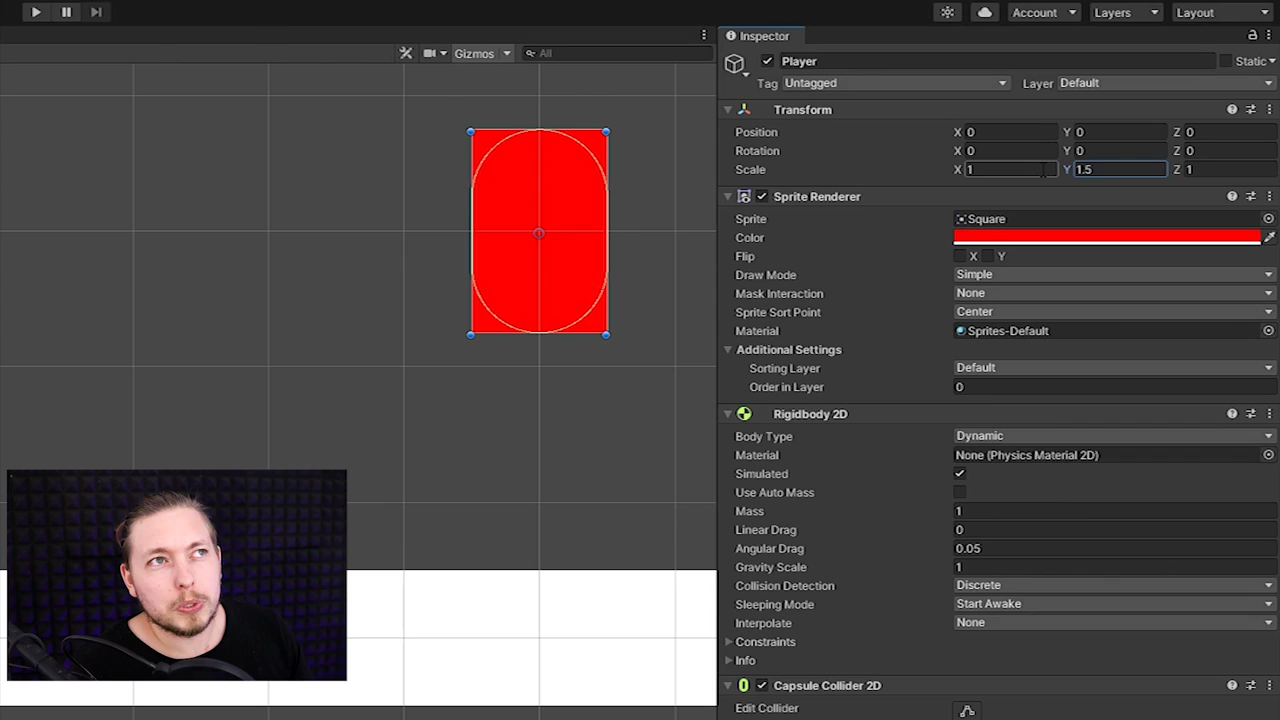 Account Layers Layout
Gizmos All
Inspector
Player Static
Tag Untagged Layer Default
Transform
Position X 0 Y 0 Z 0
Rotation X 0 Y 0 Z 0
Scale X 1 Y 1.5 Z 1
Sprite Renderer
Sprite Square
Color
Flip X Y
Draw Mode Simple
Mask Interaction None
Sprite Sort Point Center
Material Sprites-Default
Additional Settings
Sorting Layer Default
Order in Layer 0
Rigidbody 2D
Body Type Dynamic
Material None (Physics Material 2D)
Simulated
Use Auto Mass
Mass 1
Linear Drag 0
Angular Drag 0.05
Gravity Scale 1
Collision Detection Discrete
Sleeping Mode Start Awake
Interpolate None
Constraints
Info
Capsule Collider 2D
Edit Collider